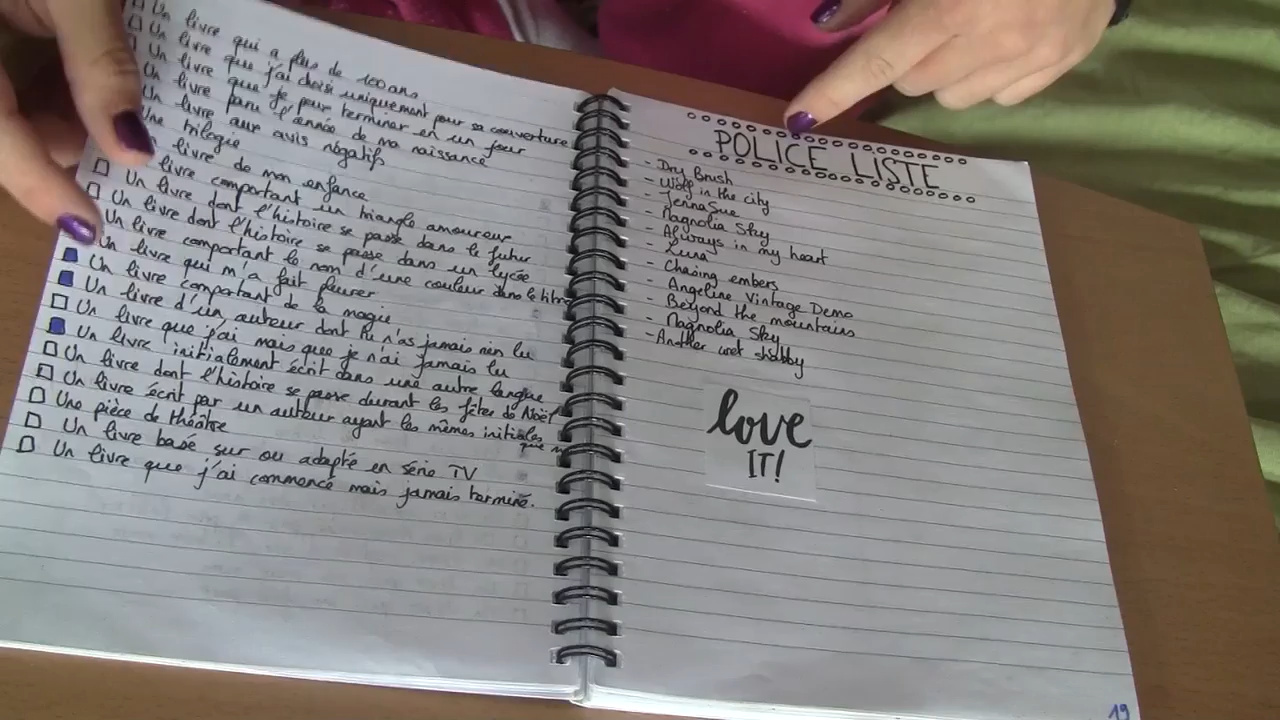 Un livre qui a plus de 100 ans
Un livre que j'ai choisi uniquement pour sa couverture
Un livre que je peux terminer en un jour
Un livre paru l'année de ma naissance
Un livre aux avis négatifs
Une trilogie
livre de mon enfance
livre comportant un triangle amoureux
Un livre dont l'histoire se passe dans le futur
Un livre dont l'histoire se passe dans un lycée
Un livre comportant le nom d'une couleur dans le titre
Un livre qui m'a fait pleurer
Un livre comportant de la magie
Un livre d'un auteur dont tu n'as jamais rien lu
Un livre que j'ai mais que je n'ai jamais lu
Un livre initialement écrit dans une autre langue
Un livre dont l'histoire se passe durant les fêtes de Noël
Un livre écrit par un auteur ayant les mêmes initiales
que
Une pièce de théâtre
Un livre basé sur ou adapté en série TV
Un livre que j'ai commencé mais jamais terminé.
POLICE LISTE
- Dry Brush
- Wolf in the city
- JennaSue
- Magnolia Sky
- Always in my heart
- Luna
- Chasing embers
- Angeline Vintage Demo
- Beyond the mountains
- Magnolia Sky
- Another wet shabby
love
IT!
19